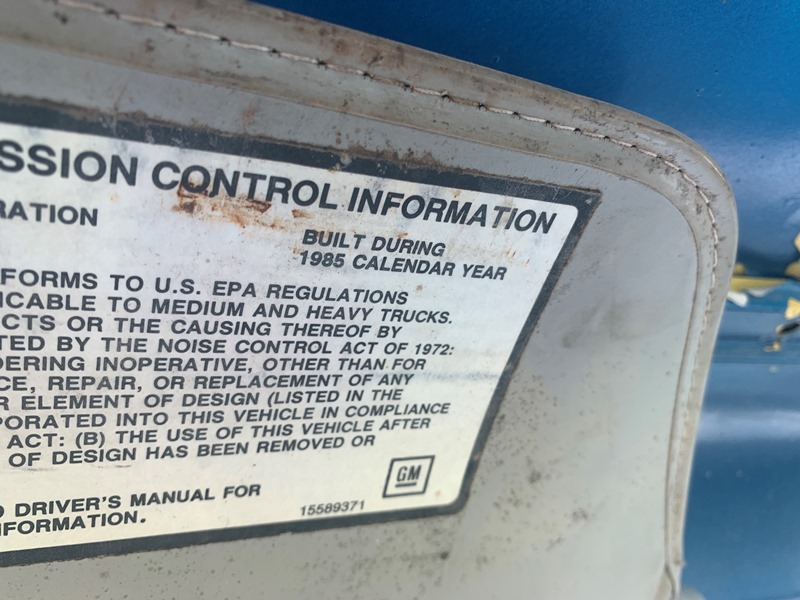 SSION CONTROL INFORMATION
RATION
BUILT DURING
1985 CALENDAR YEAR
FORMS TO U.S. EPA REGULATIONS
ICABLE TO MEDIUM AND HEAVY TRUCKS.
CTS OR THE CAUSING THEREOF BY
TED BY THE NOISE CONTROL ACT OF 1972:
DERING INOPERATIVE, OTHER THAN FOR
CE, REPAIR, OR REPLACEMENT OF ANY
R ELEMENT OF DESIGN (LISTED IN THE
PORATED INTO THIS VEHICLE IN COMPLIANCE
ACT: (B) THE USE OF THIS VEHICLE AFTER
OF DESIGN HAS BEEN REMOVED OR
DRIVER'S MANUAL FOR
NFORMATION.
15589371
GM